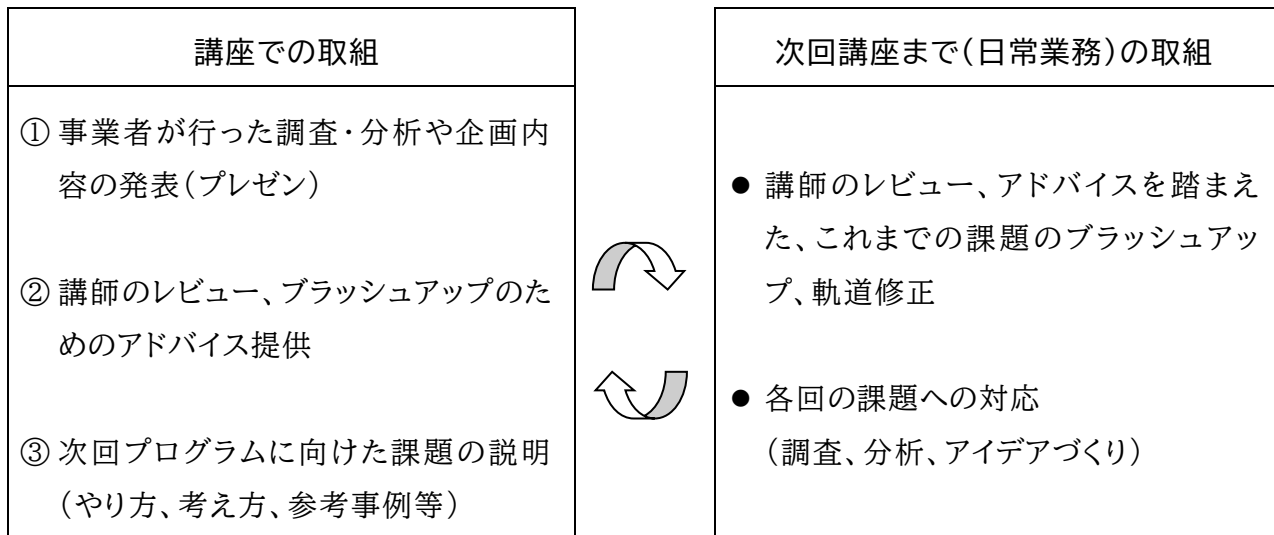 講座での取組
① 事業者が行った調査・分析や企画内
容の発表(プレゼン)
② 講師のレビュー、ブラッシュアップのた
めのアドバイス提供
③ 次回プログラムに向けた課題の説明
(やり方、考え方、参考事例等)
次回講座まで(日常業務)の取組
● 講師のレビュー、アドバイスを踏まえ
た、これまでの課題のブラッシュアッ
プ、軌道修正
● 各回の課題への対応
(調査、分析、アイデアづくり)